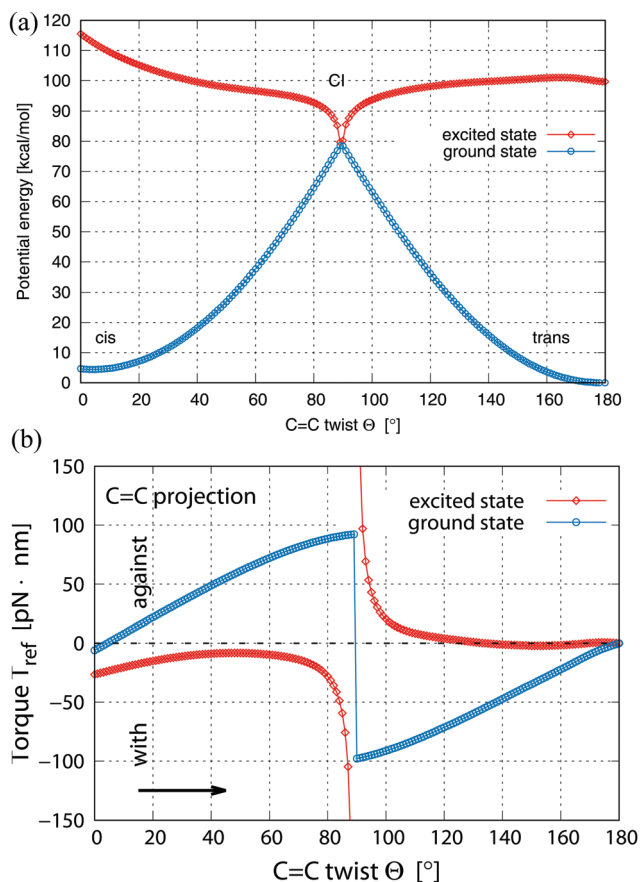 (a)
120
110
100
90
80
70
60
50
40
30
20
10
0
Potential energy [kcal/mol]
CI
excited state
ground state
cis
trans
0 20 40 60 80 100 120 140 160 180
C=C twist Θ [°]
(b)
150
100
50
0
−50
−100
−150
Torque T_ref [pN · nm]
C=C projection
excited state
ground state
against
with
0 20 40 60 80 100 120 140 160 180
C=C twist Θ [°]